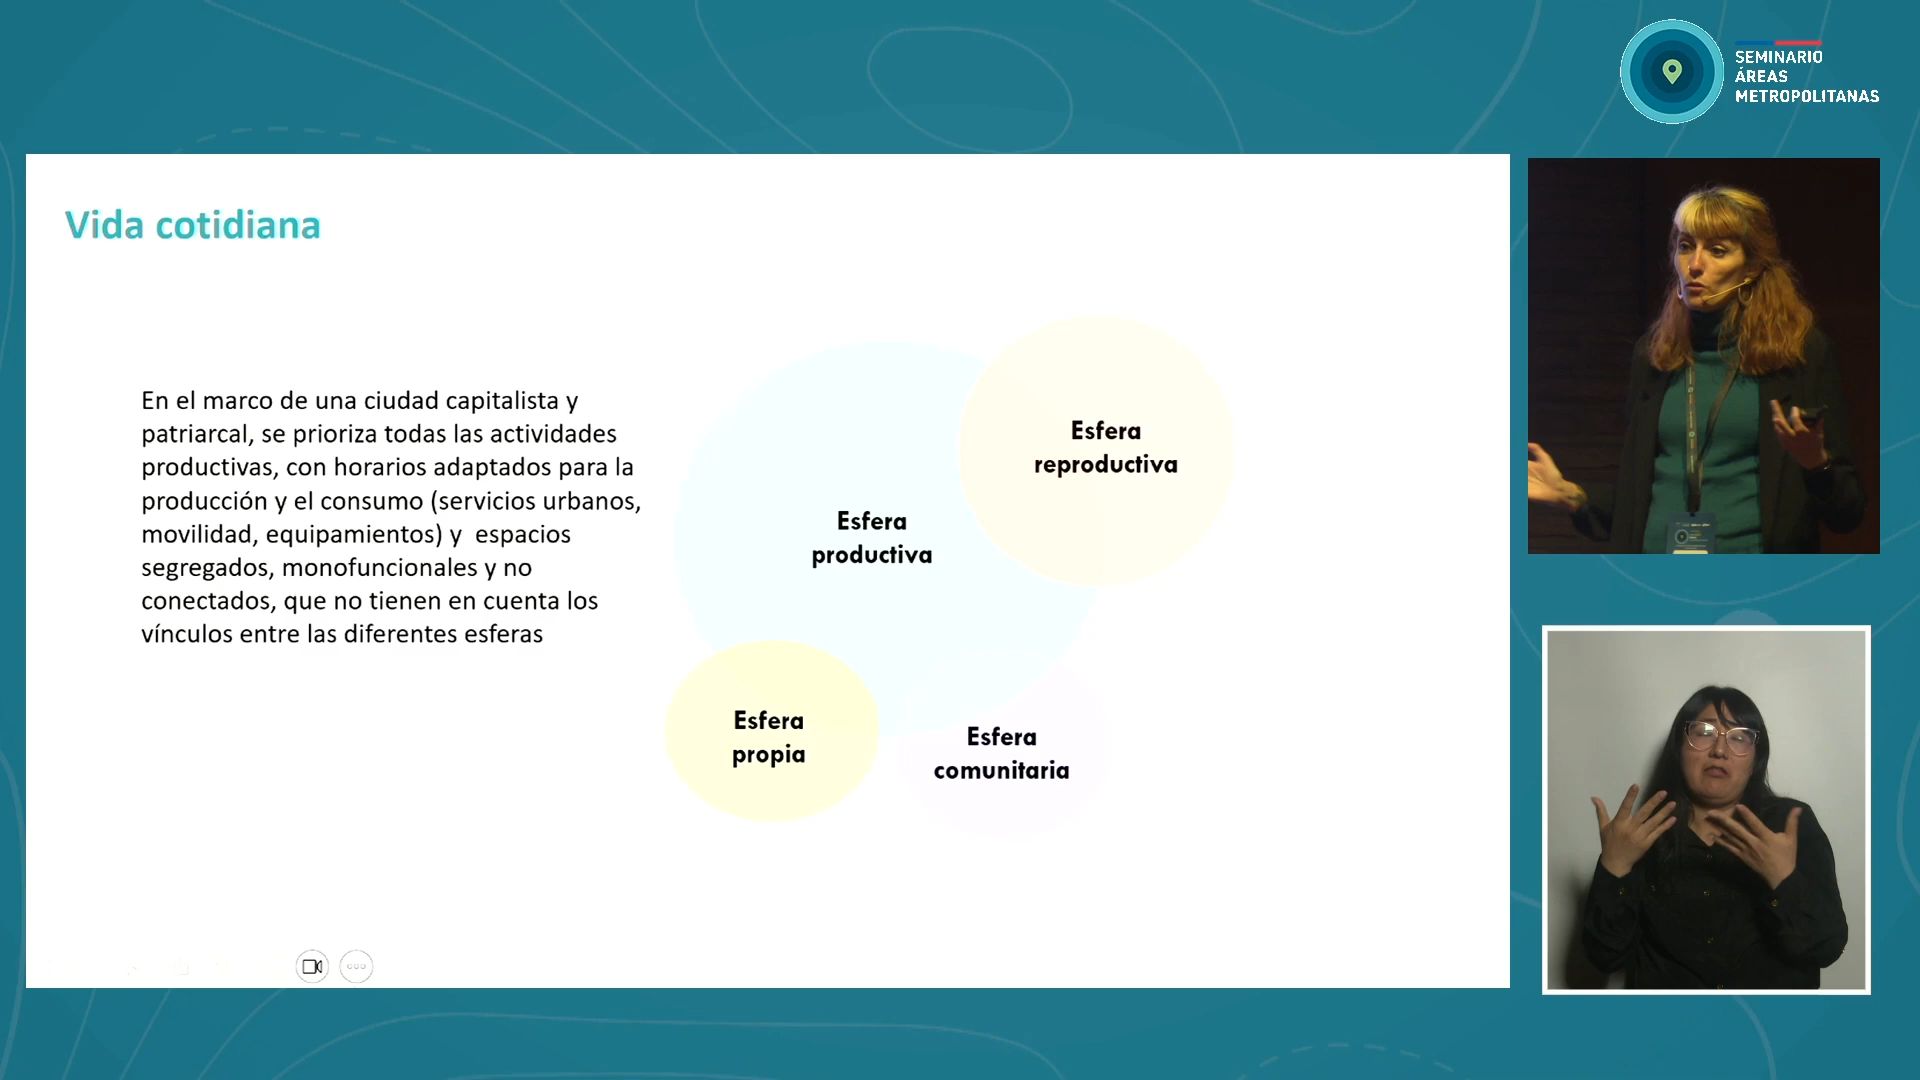 SEMINARIO
ÁREAS
METROPOLITANAS
Vida cotidiana
En el marco de una ciudad capitalista y
patriarcal, se prioriza todas las actividades
productivas, con horarios adaptados para la
producción y el consumo (servicios urbanos,
movilidad, equipamientos) y  espacios
segregados, monofuncionales y no
conectados, que no tienen en cuenta los
vínculos entre las diferentes esferas
Esfera
reproductiva
Esfera
productiva
Esfera
propia
Esfera
comunitaria